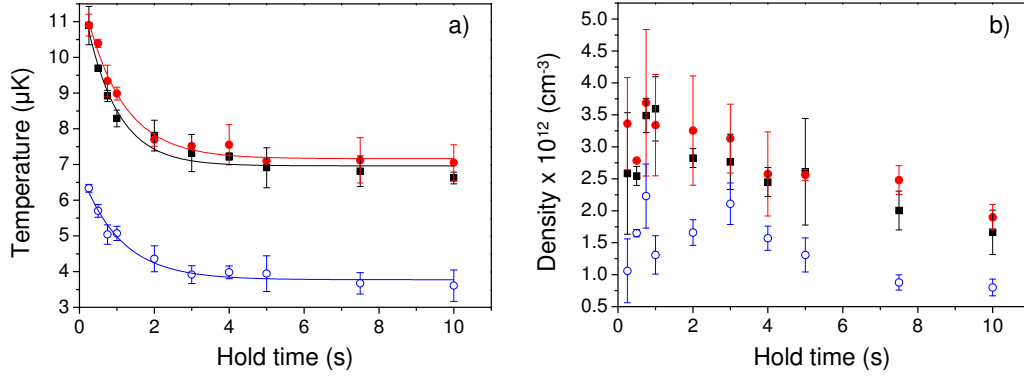 a)
11
10
9
8
7
6
5
4
3
0 2 4 6 8 10
Temperature (μK)
Hold time (s)
b)
5.0
4.5
4.0
3.5
3.0
2.5
2.0
1.5
1.0
0.5
0 2 4 6 8 10
Density x 10¹² (cm⁻³)
Hold time (s)